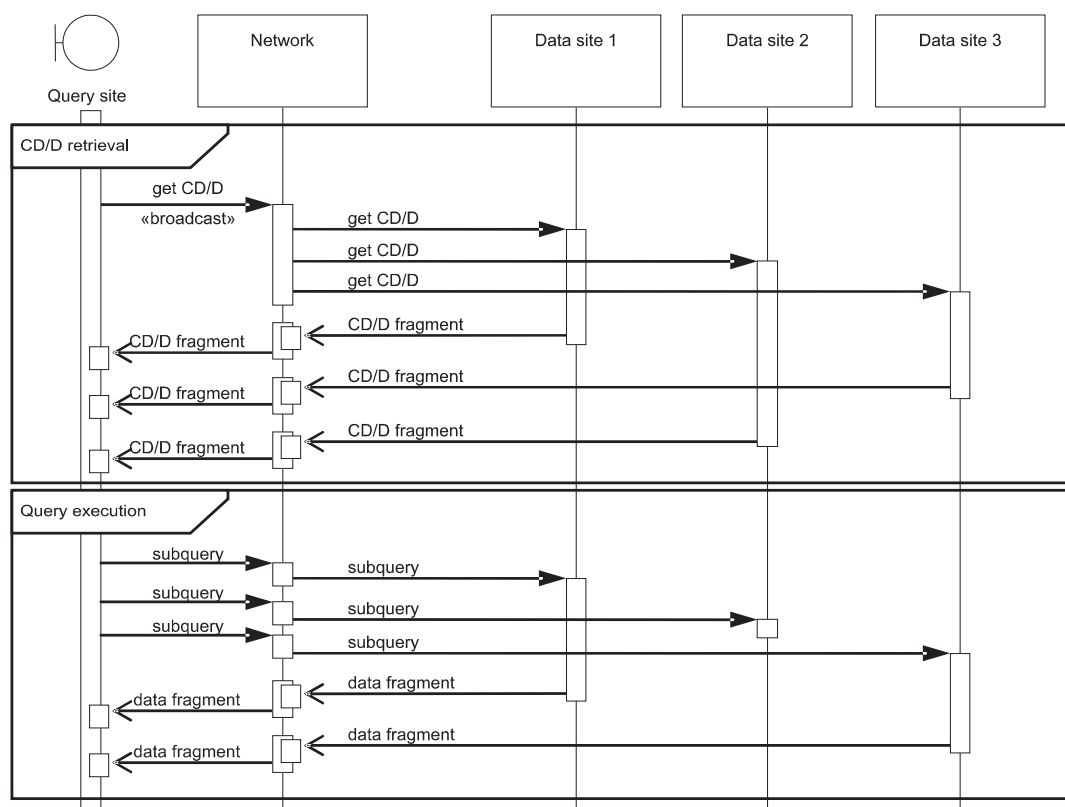 Query site
Network
Data site 1
Data site 2
Data site 3
CD/D retrieval
get CD/D
«broadcast»
get CD/D
get CD/D
get CD/D
CD/D fragment
CD/D fragment
CD/D fragment
CD/D fragment
CD/D fragment
CD/D fragment
Query execution
subquery
subquery
subquery
subquery
subquery
subquery
data fragment
data fragment
data fragment
data fragment